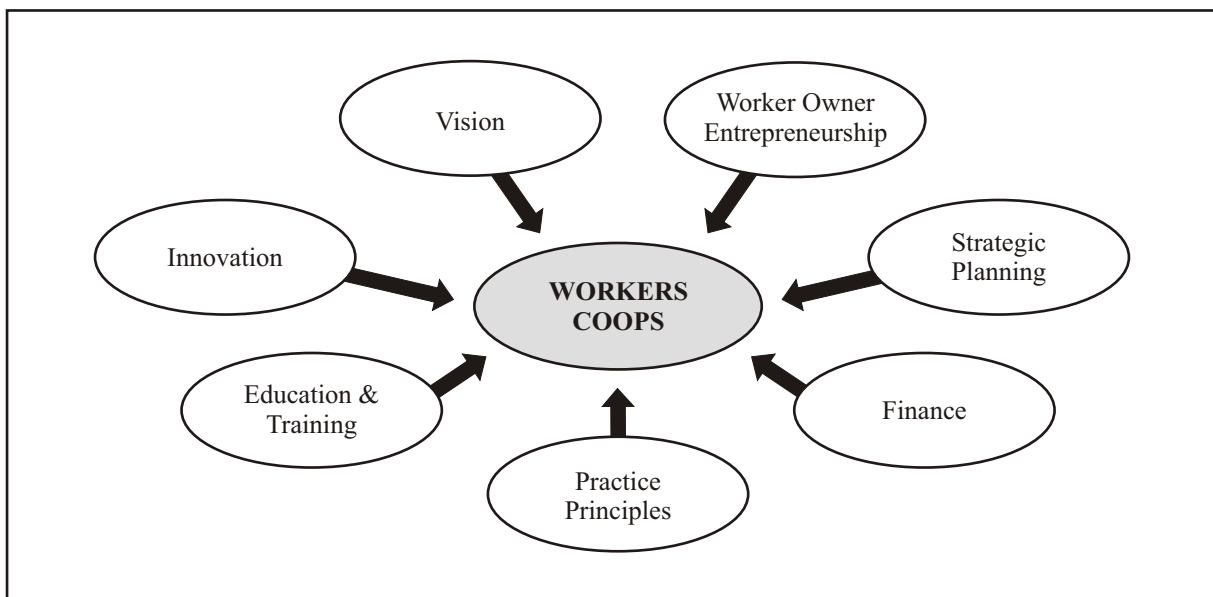 Vision
Worker Owner
Entrepreneurship
Innovation
Strategic
Planning
WORKERS
COOPS
Education &
Training
Finance
Practice
Principles